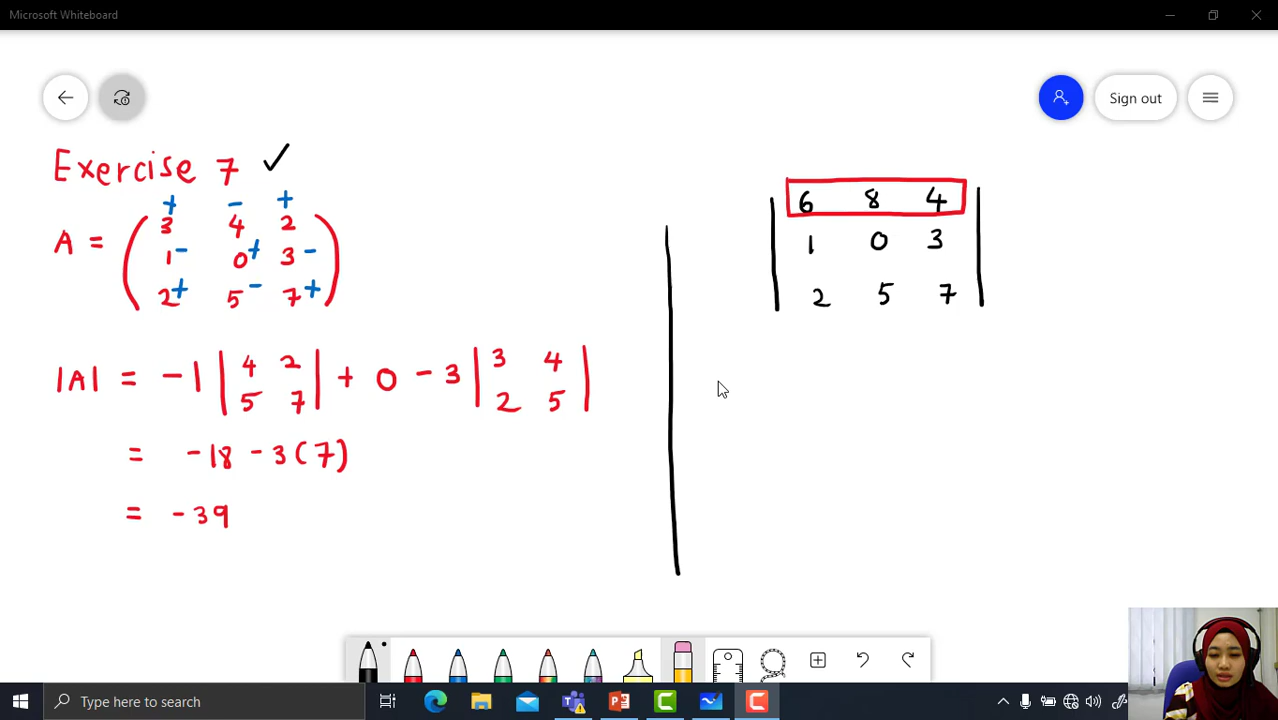 Microsoft Whiteboard
Sign out
Exercise 7 ✓
+ - +
A = ( 3 4 2
1 - 0 + 3 -
2 + 5 - 7 + )
|A| = -1 | 4 2 | + 0 - 3 | 3 4 |
| 5 7 | | 2 5 |
= -18 - 3(7)
= -39
| 6 8 4 |
| 1 0 3 |
| 2 5 7 |
Type here to search